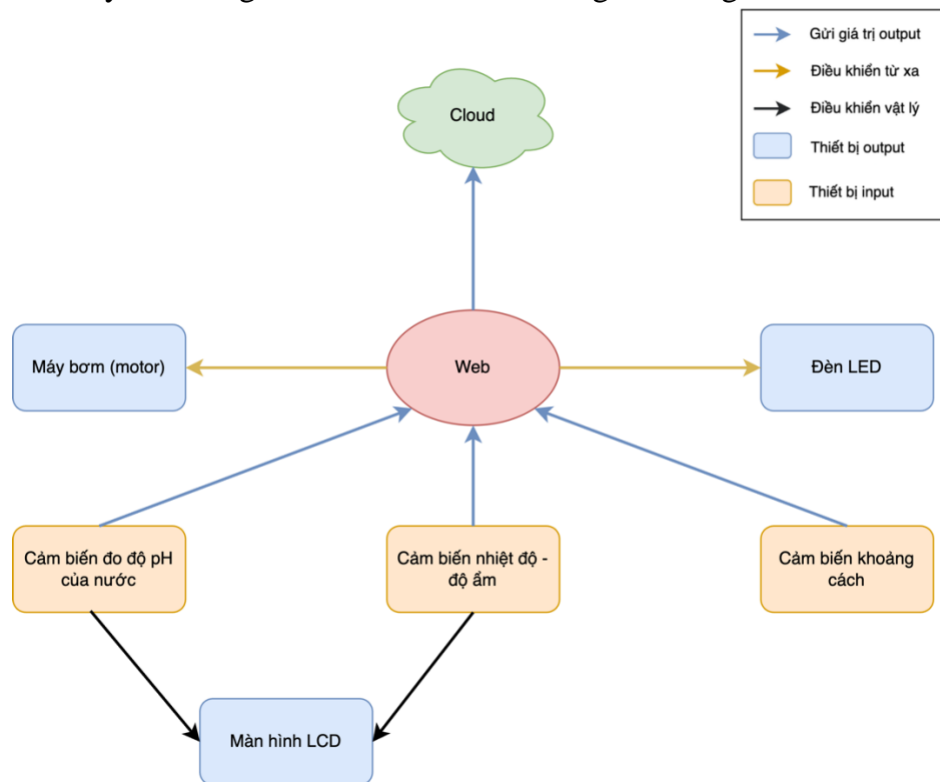 Gửi giá trị output
Điều khiển từ xa
Điều khiển vật lý
Thiết bị output
Thiết bị input
Cloud
Máy bơm (motor)
Web
Đèn LED
Cảm biến đo độ pH
của nước
Cảm biến nhiệt độ -
độ ẩm
Cảm biến khoảng
cách
Màn hình LCD